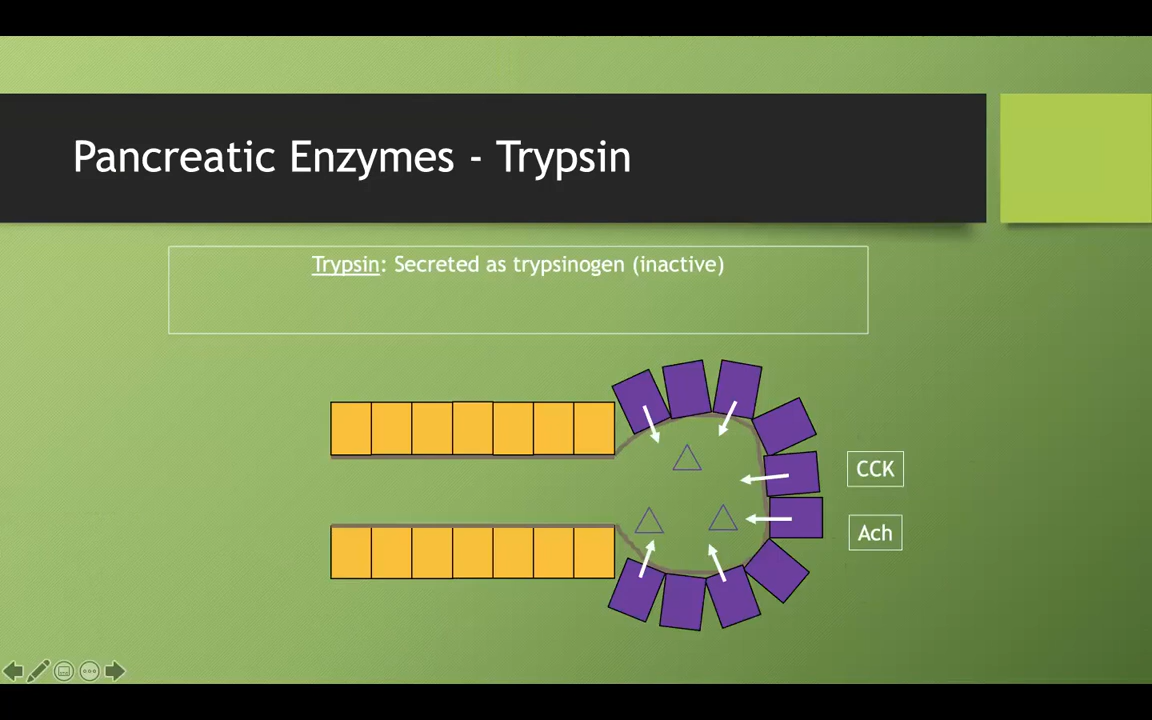 Pancreatic Enzymes - Trypsin
Trypsin: Secreted as trypsinogen (inactive)
CCK
Ach